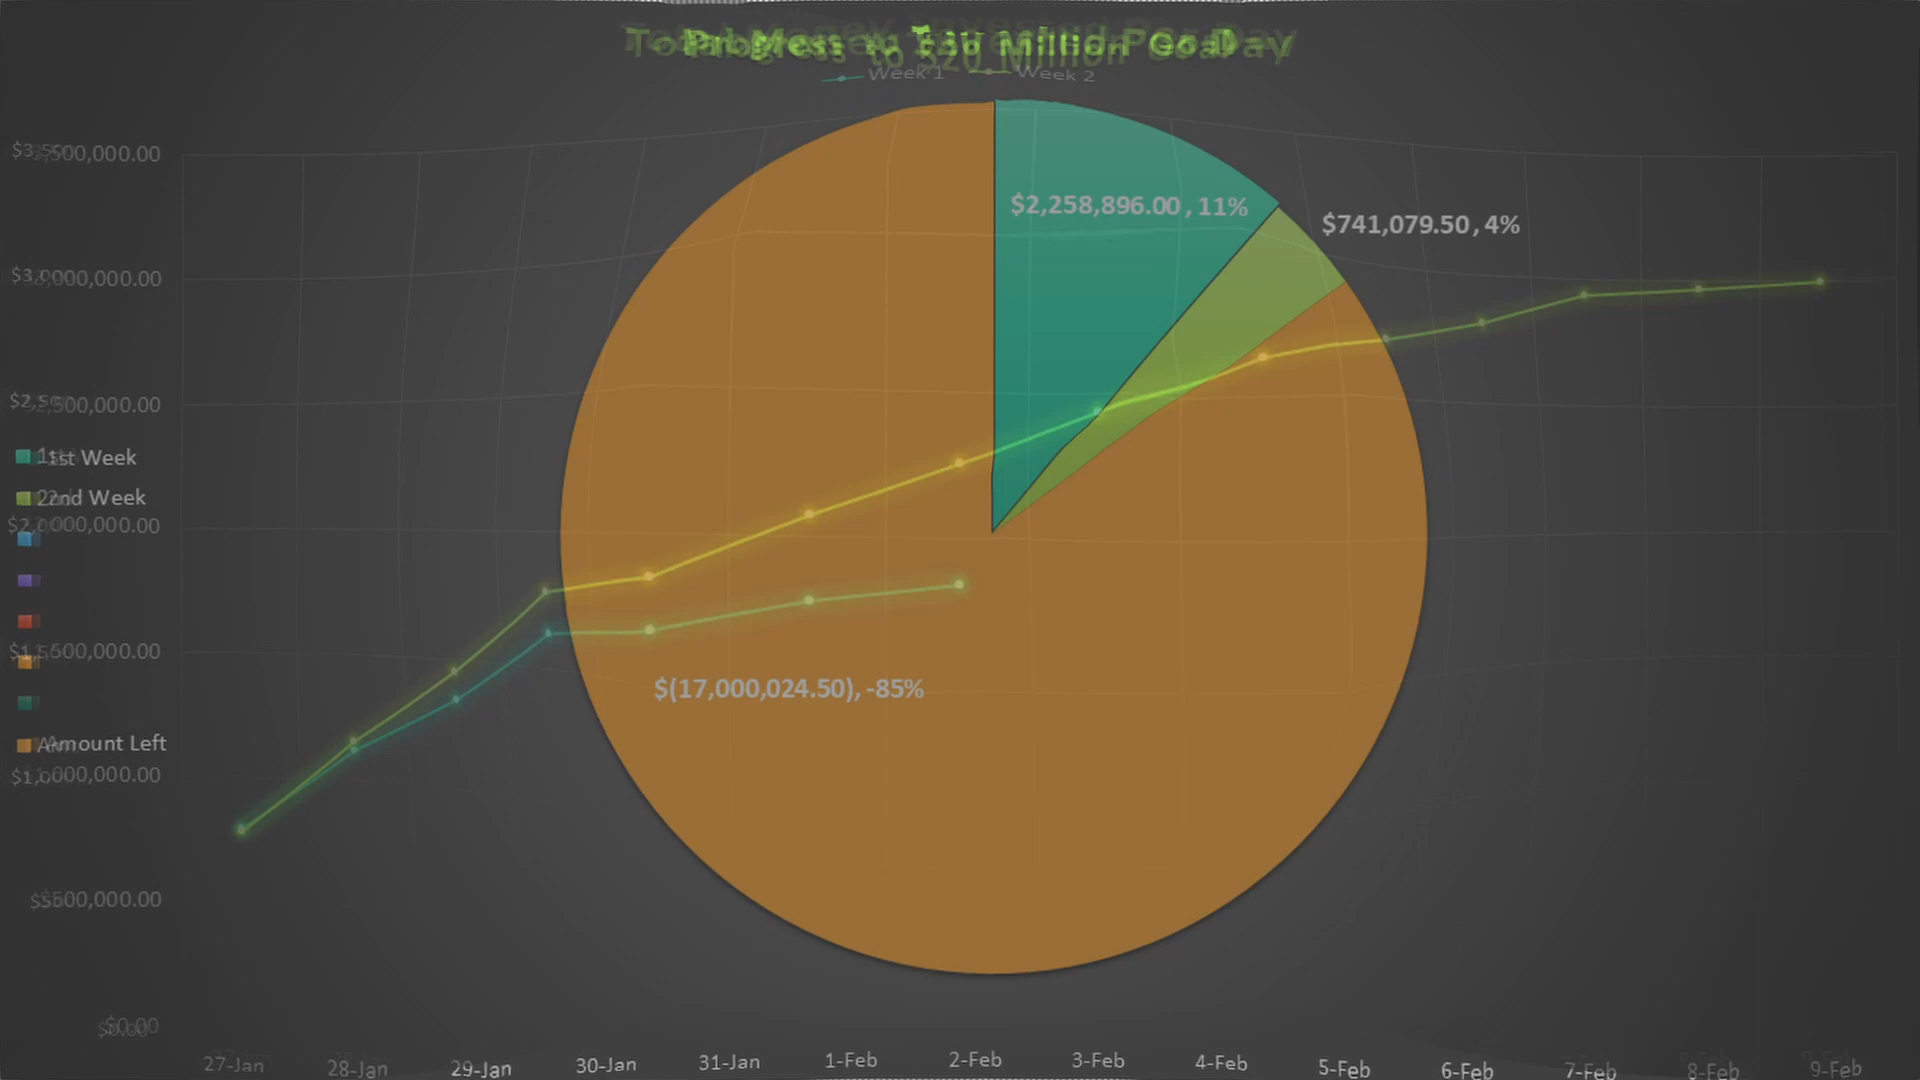 Progress to $20 Million Goal
Week 1 Week 2
$3,500,000.00
$2,258,896.00 , 11%
$741,079.50 , 4%
$3,000,000.00
$2,500,000.00
1st Week
2nd Week
$2,000,000.00
$1,500,000.00
$(17,000,024.50), -85%
Amount Left
$1,000,000.00
$500,000.00
$0.00
27-Jan 28-Jan 29-Jan 30-Jan 31-Jan 1-Feb 2-Feb 3-Feb 4-Feb 5-Feb 6-Feb 7-Feb 8-Feb 9-Feb